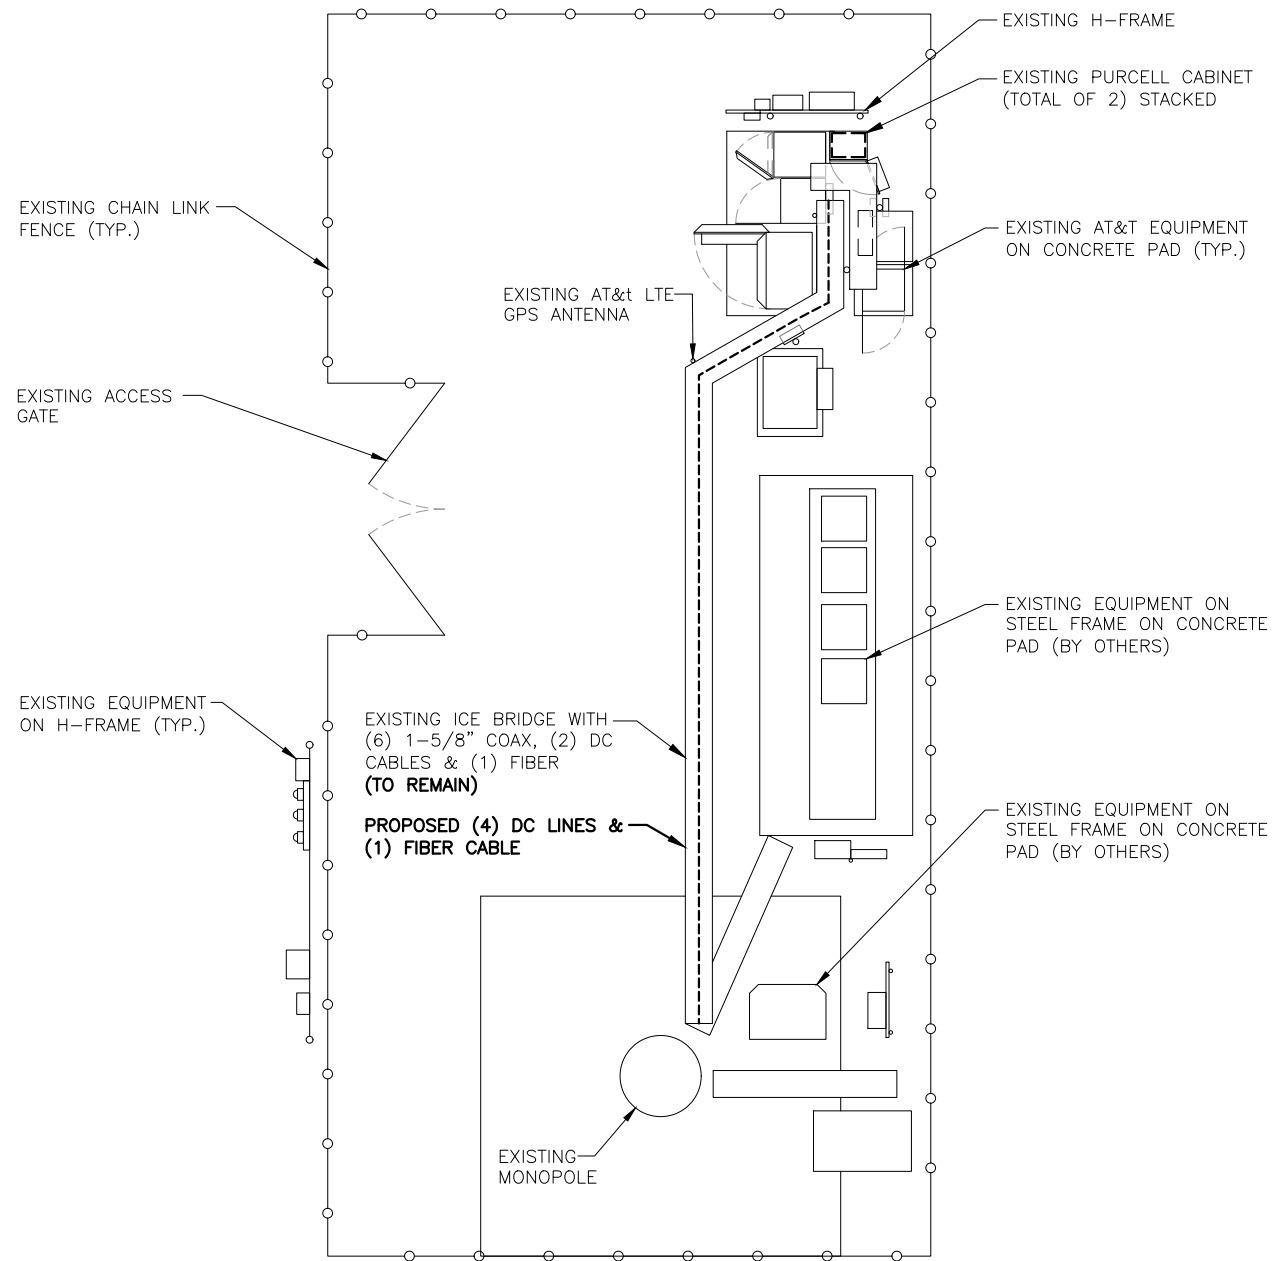 EXISTING H-FRAME
EXISTING PURCELL CABINET
(TOTAL OF 2) STACKED
EXISTING CHAIN LINK
FENCE (TYP.)
EXISTING AT&T EQUIPMENT
ON CONCRETE PAD (TYP.)
EXISTING AT&t LTE
GPS ANTENNA
EXISTING ACCESS
GATE
EXISTING EQUIPMENT ON
STEEL FRAME ON CONCRETE
PAD (BY OTHERS)
EXISTING EQUIPMENT
ON H-FRAME (TYP.)
EXISTING ICE BRIDGE WITH
(6) 1-5/8" COAX, (2) DC
CABLES & (1) FIBER
(TO REMAIN)
PROPOSED (4) DC LINES &
(1) FIBER CABLE
EXISTING EQUIPMENT ON
STEEL FRAME ON CONCRETE
PAD (BY OTHERS)
EXISTING
MONOPOLE